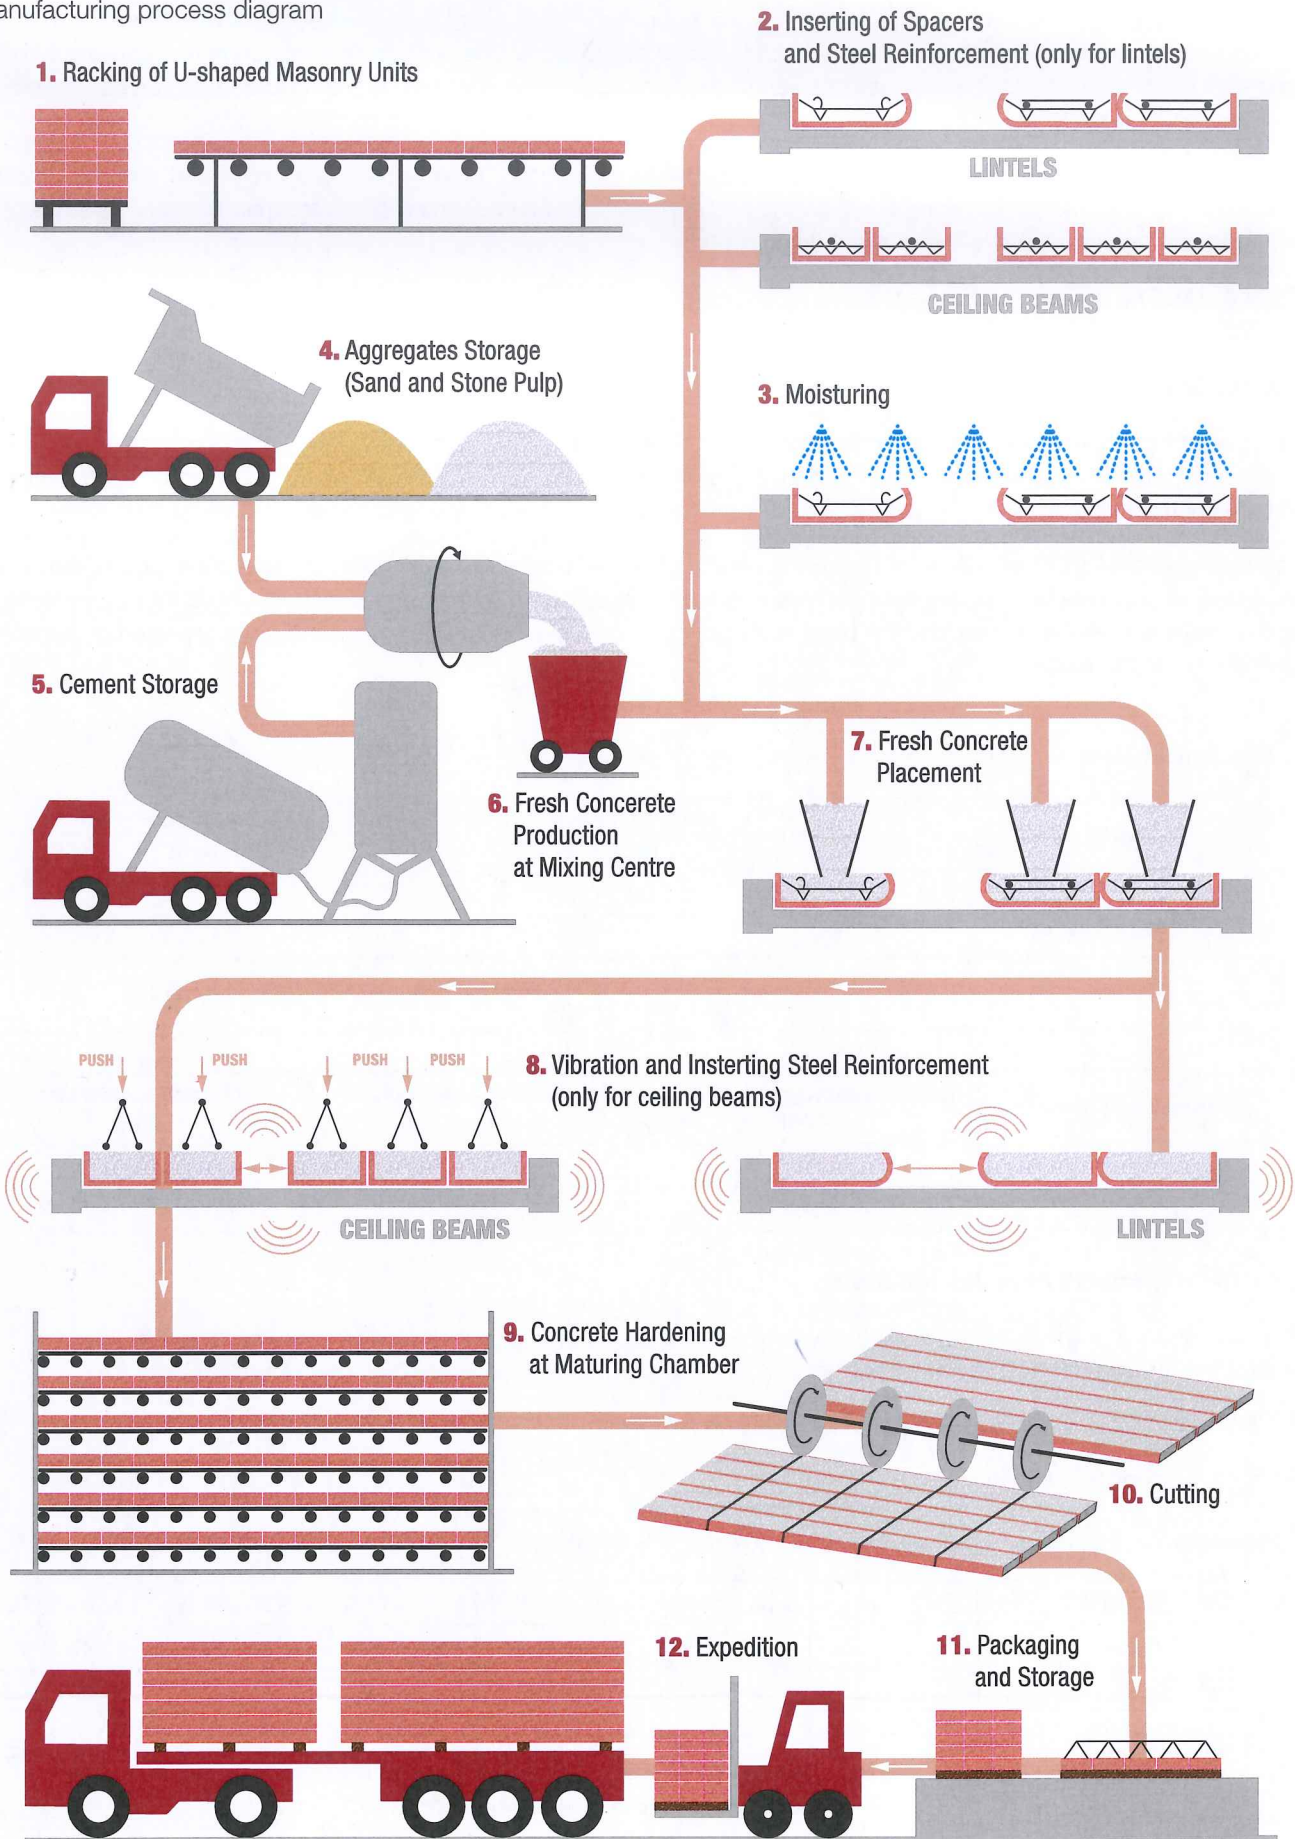 anufacturing process diagram
1. Racking of U-shaped Masonry Units
2. Inserting of Spacers
and Steel Reinforcement (only for lintels)
LINTELS
CEILING BEAMS
3. Moisturing
4. Aggregates Storage
(Sand and Stone Pulp)
5. Cement Storage
6. Fresh Concerete
Production
at Mixing Centre
7. Fresh Concrete
Placement
PUSH
PUSH
PUSH
PUSH
8. Vibration and Insterting Steel Reinforcement
(only for ceiling beams)
CEILING BEAMS
LINTELS
9. Concrete Hardening
at Maturing Chamber
10. Cutting
12. Expedition
11. Packaging
and Storage